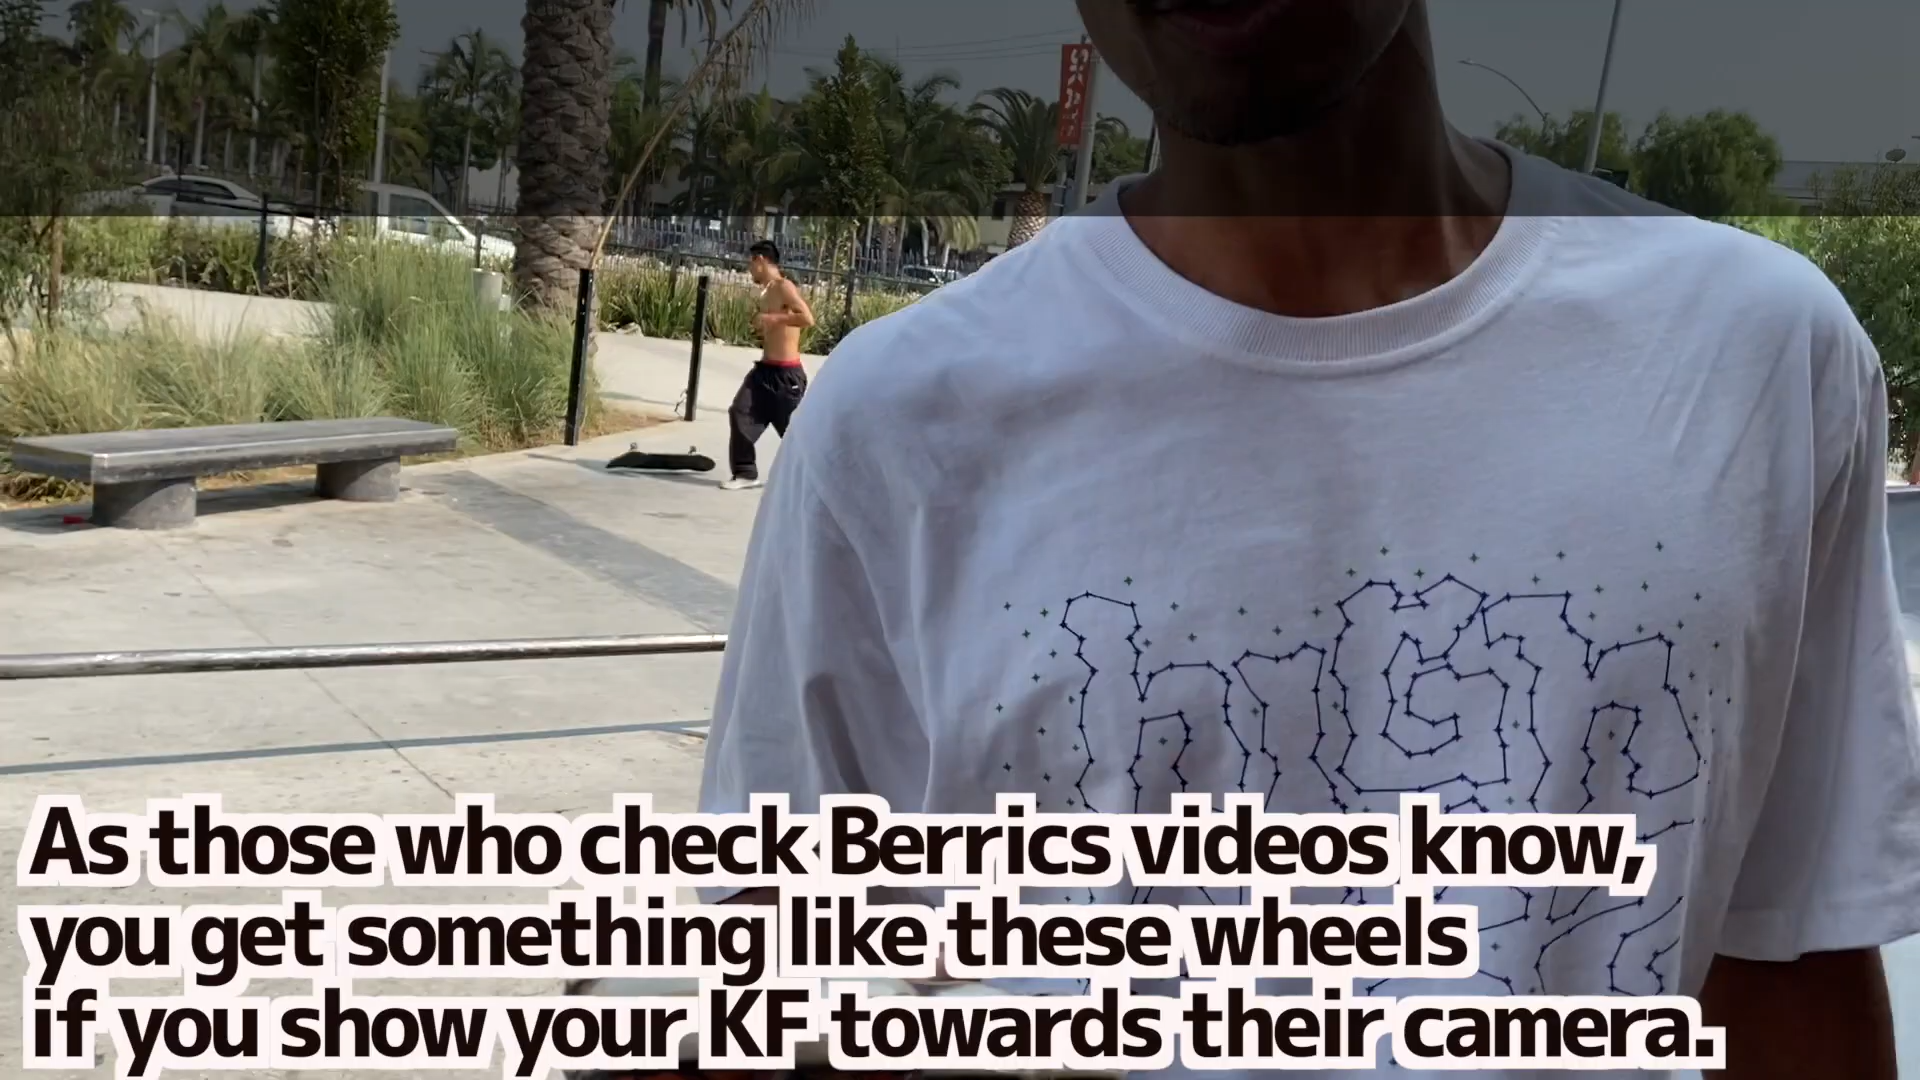 As those who check Berrics videos know,
you get something like these wheels
if you show your KF towards their camera.